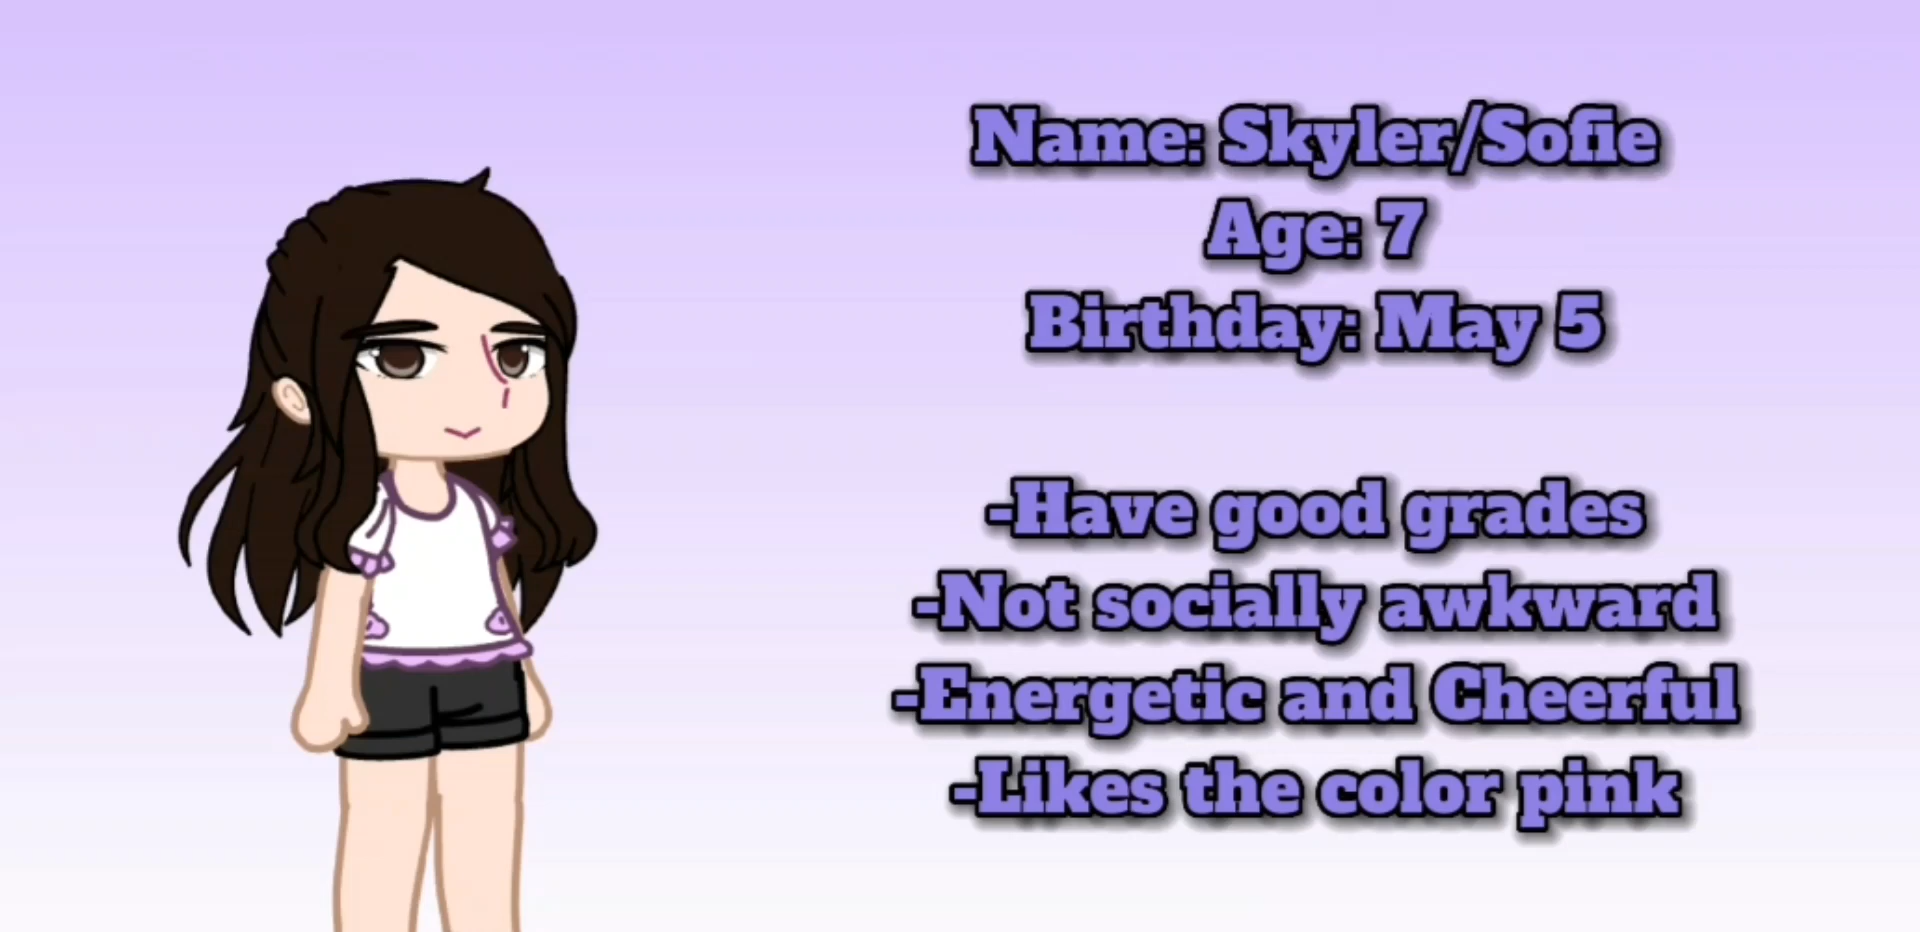 Name: Skyler/Sofie
Age: 7
Birthday: May 5
-Have good grades
-Not socially awkward
-Energetic and Cheerful
-Likes the color pink